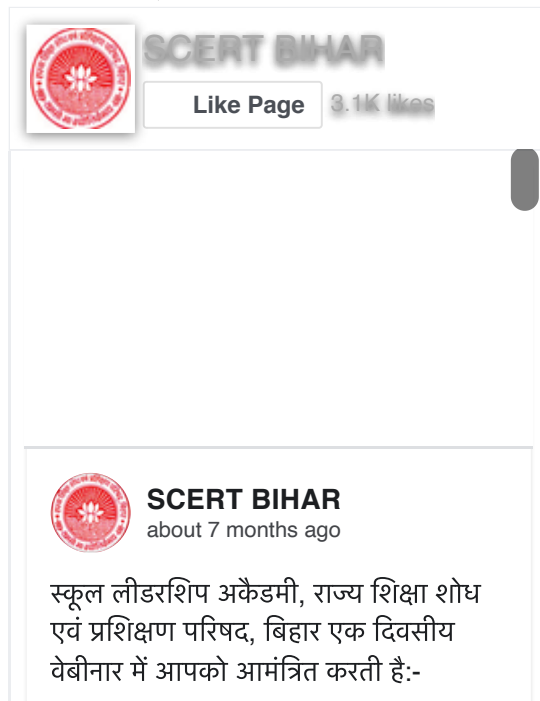 SCERT BIHAR
Like Page
3.1K likes
SCERT BIHAR
about 7 months ago
स्कूल लीडरशिप अकैडमी, राज्य शिक्षा शोध
एवं प्रशिक्षण परिषद, बिहार एक दिवसीय
वेबीनार में आपको आमंत्रित करती है:-